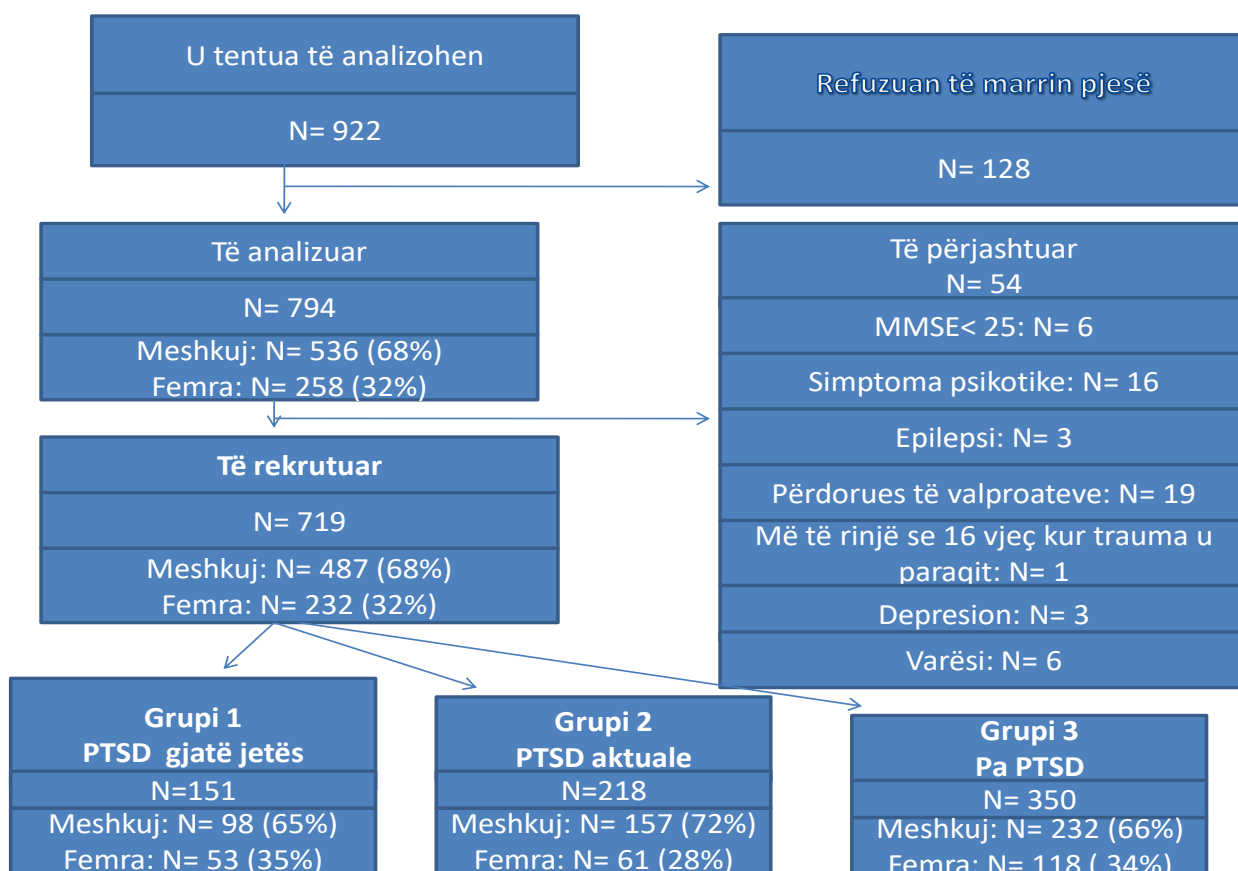 U tentua të analizohen
N= 922
Refuzuan të marrin pjesë
N= 128
Të analizuar
N= 794
Meshkuj: N= 536 (68%)
Femra: N= 258 (32%)
Të përjashtuar
N= 54
MMSE< 25: N= 6
Simptoma psikotike: N= 16
Epilepsi: N= 3
Përdorues të valproateve: N= 19
Më të rinjë se 16 vjeç kur trauma u
paraqit: N= 1
Depresion: N= 3
Varësi: N= 6
Të rekrutuar
N= 719
Meshkuj: N= 487 (68%)
Femra: N= 232 (32%)
Grupi 1
PTSD gjatë jetës
N=151
Meshkuj: N= 98 (65%)
Femra: N= 53 (35%)
Grupi 2
PTSD aktuale
N=218
Meshkuj: N= 157 (72%)
Femra: N= 61 (28%)
Grupi 3
Pa PTSD
N= 350
Meshkuj: N= 232 (66%)
Femra: N= 118 ( 34%)